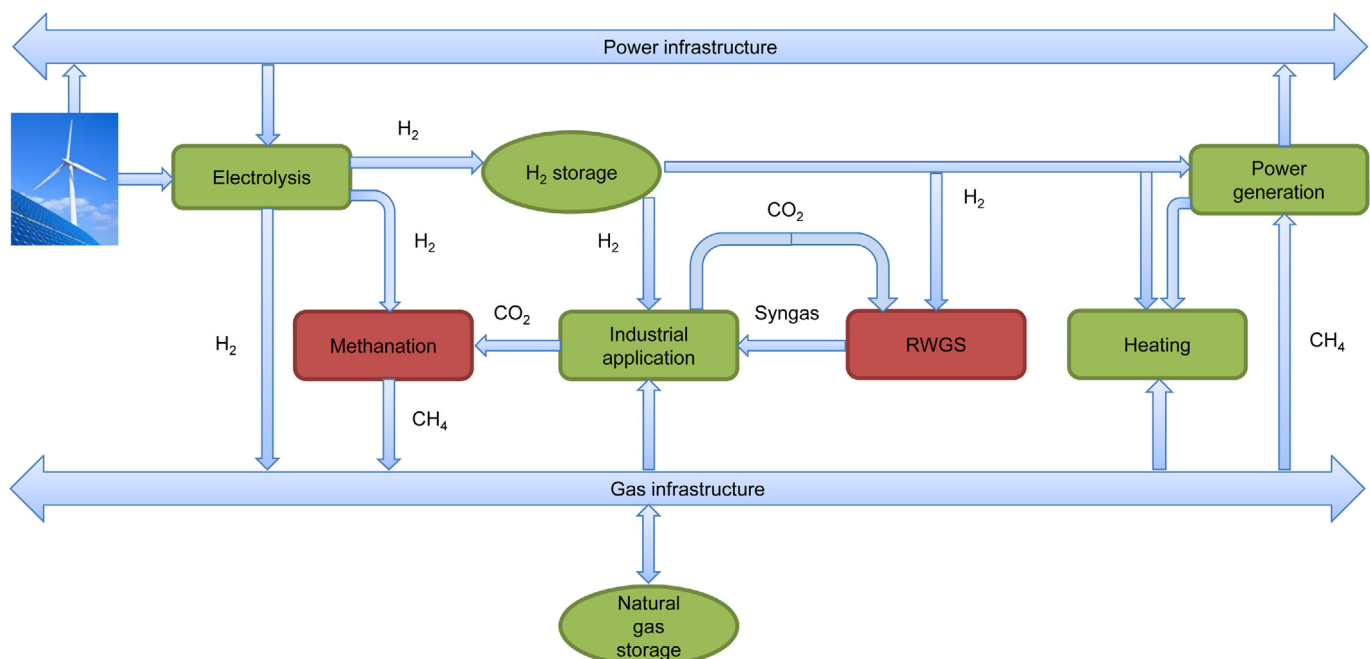 Power infrastructure
H₂
Electrolysis
H₂ storage
Power
generation
H₂
CO₂
H₂
H₂
Syngas
CO₂
Methanation
Industrial
application
RWGS
Heating
H₂
CH₄
CH₄
Gas infrastructure
Natural
gas
storage